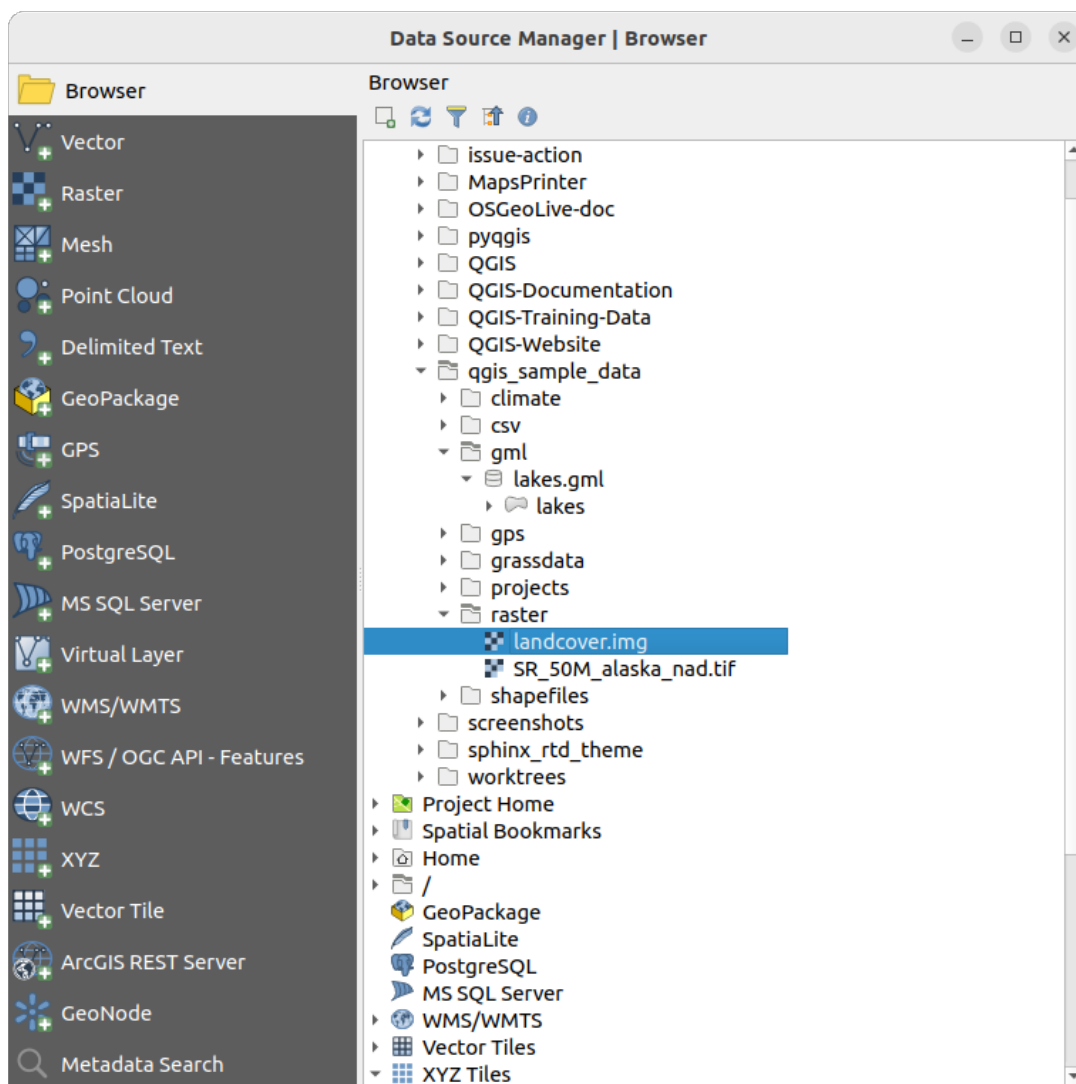 Data Source Manager | Browser
Browser
Vector
Raster
Mesh
Point Cloud
Delimited Text
GeoPackage
GPS
SpatiaLite
PostgreSQL
MS SQL Server
Virtual Layer
WMS/WMTS
WFS / OGC API - Features
WCS
XYZ
Vector Tile
ArcGIS REST Server
GeoNode
Metadata Search
Browser
issue-action
MapsPrinter
OSGeoLive-doc
pyqgis
QGIS
QGIS-Documentation
QGIS-Training-Data
QGIS-Website
qgis_sample_data
climate
csv
gml
lakes.gml
lakes
gps
grassdata
projects
raster
landcover.img
SR_50M_alaska_nad.tif
shapefiles
screenshots
sphinx_rtd_theme
worktrees
Project Home
Spatial Bookmarks
Home
/
GeoPackage
SpatiaLite
PostgreSQL
MS SQL Server
WMS/WMTS
Vector Tiles
XYZ Tiles